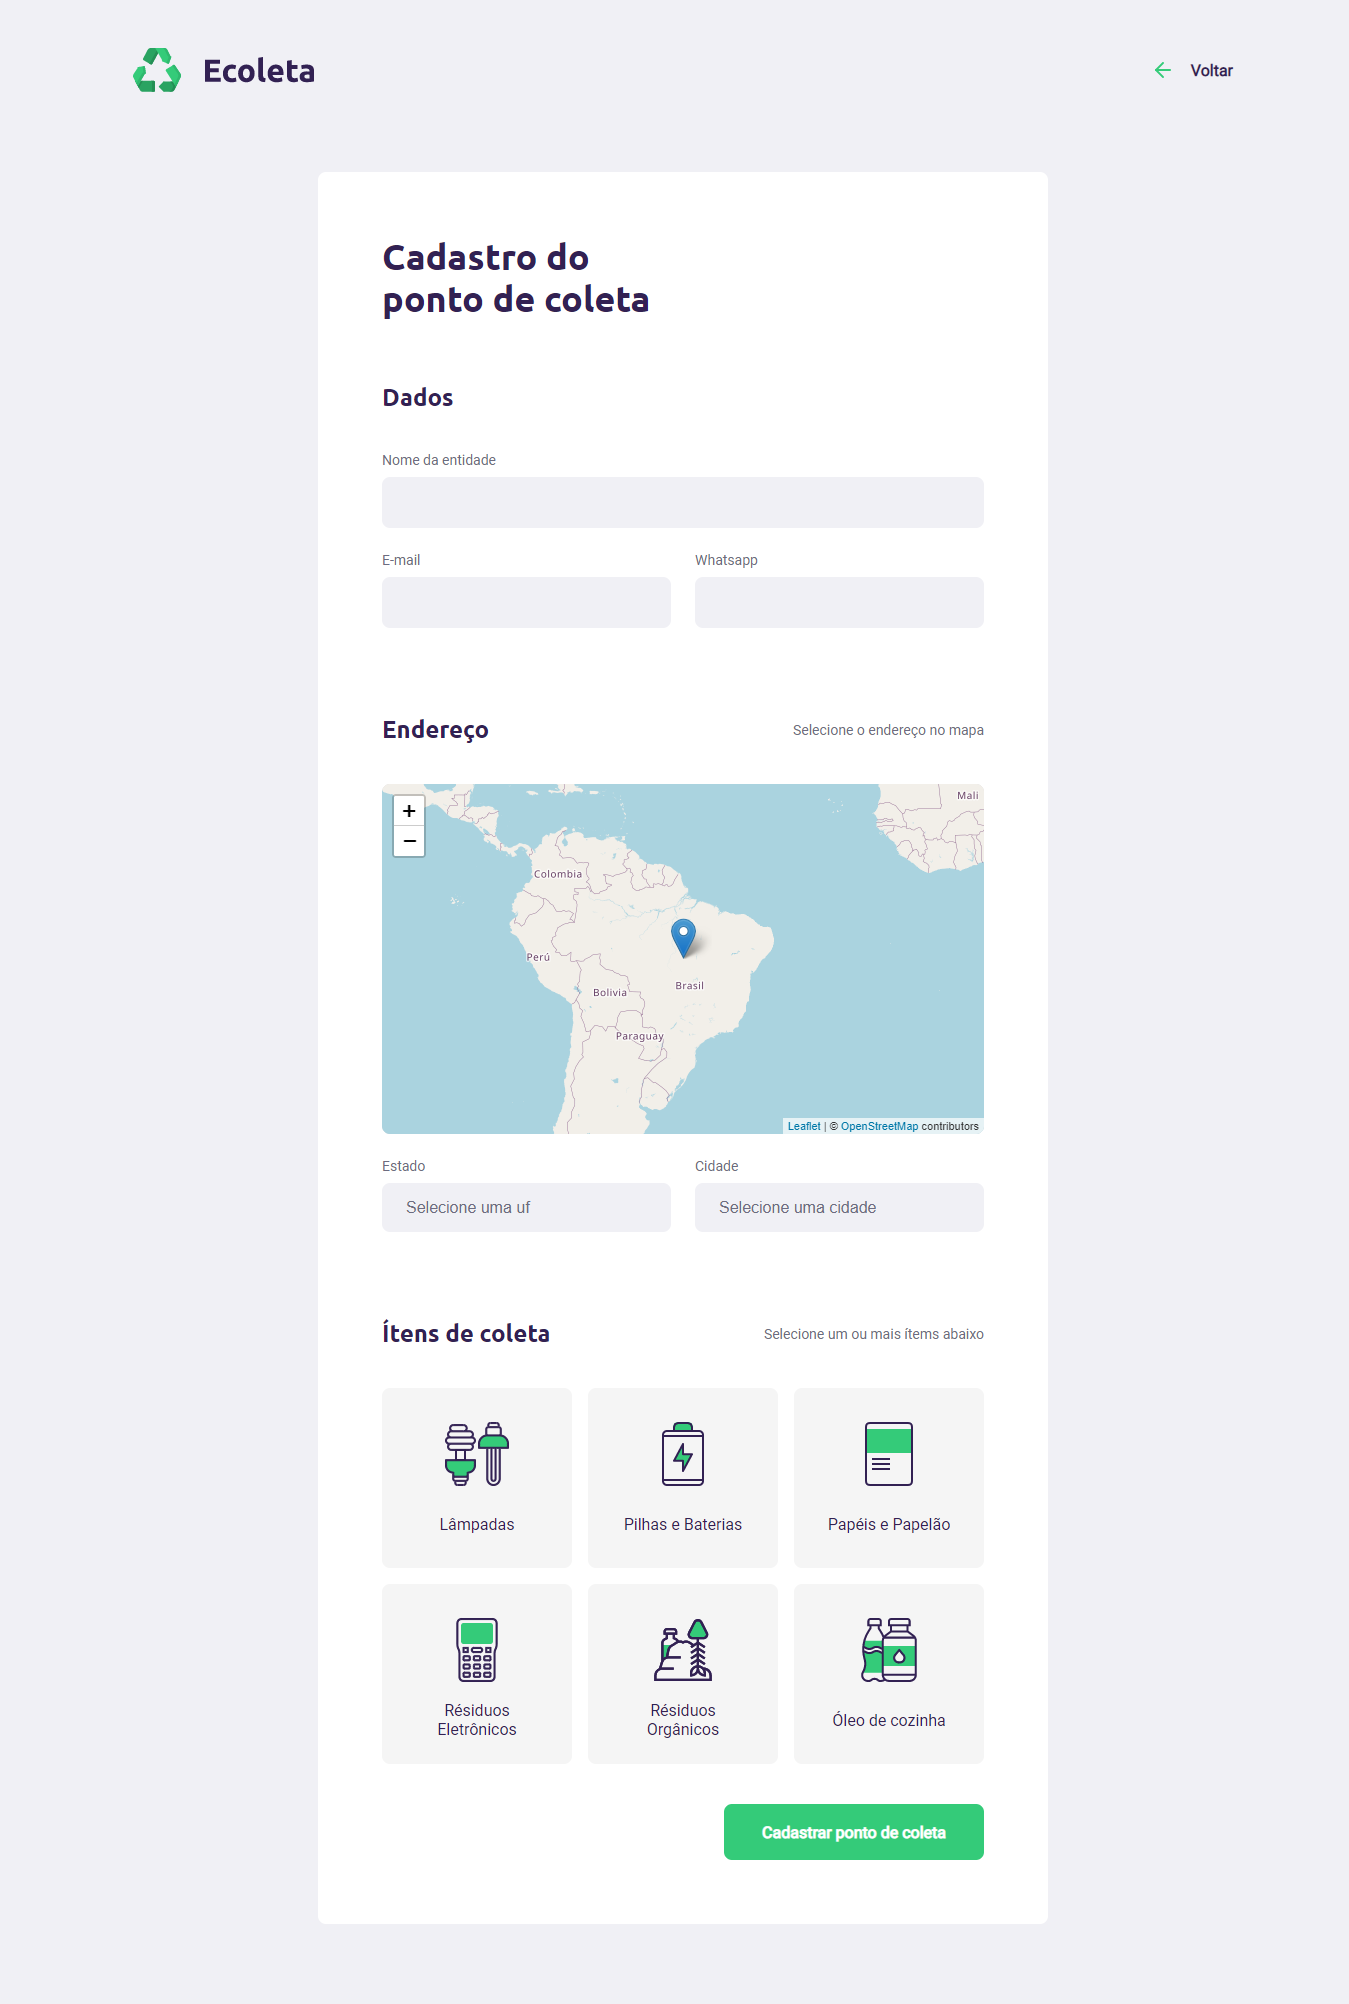 Ecoleta
Voltar
Cadastro do
ponto de coleta
Dados
Nome da entidade
E-mail
Whatsapp
Endereço
Selecione o endereço no mapa
+
−
Mali
Colombia
Perú
Brasil
Bolivia
Paraguay
Leaflet | © OpenStreetMap contributors
Estado
Cidade
Selecione uma uf
Selecione uma cidade
Ítens de coleta
Selecione um ou mais ítems abaixo
Lâmpadas
Pilhas e Baterias
Papéis e Papelão
Résiduos
Eletrônicos
Résiduos
Orgânicos
Óleo de cozinha
Cadastrar ponto de coleta